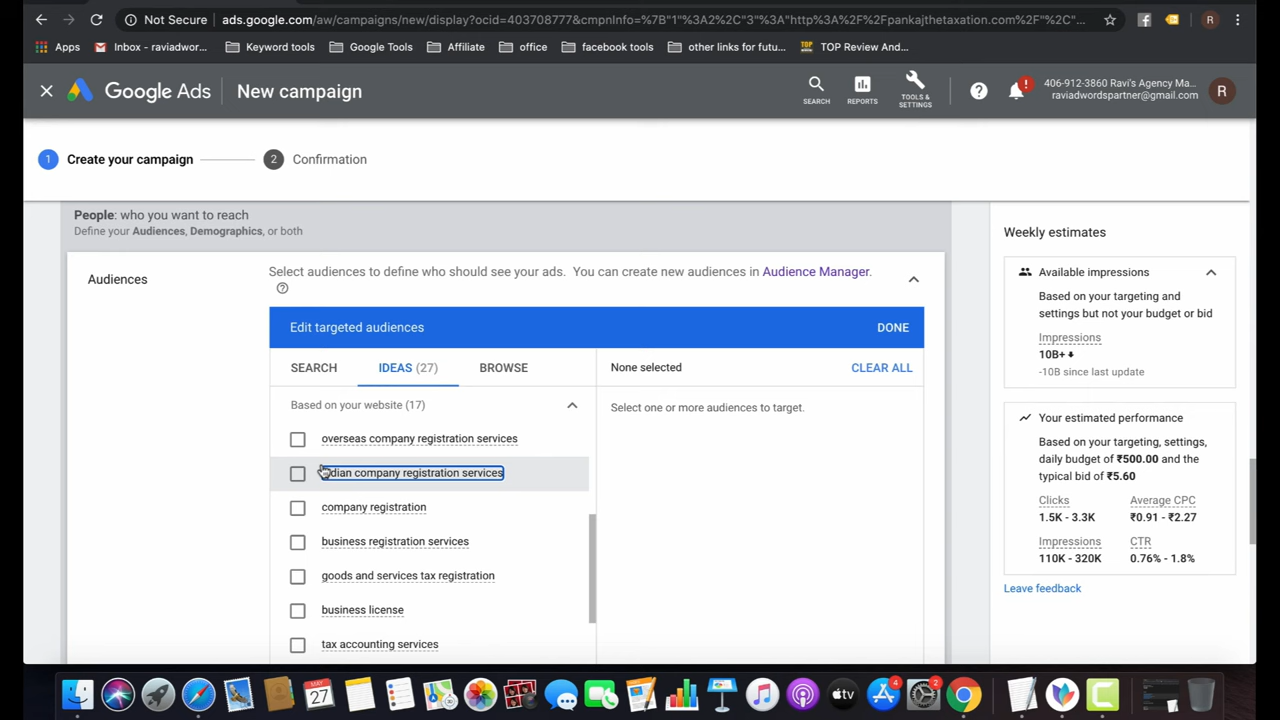 Not Secure
ads.google.com/aw/campaigns/new/display?ocid=403708777&cmpnInfo=%7B"1"%3A2%2C"3"%3A"http%3A%2F%2Fpankajthetaxation.com%2F"%2C"...
Apps
Inbox - raviadwor...
Keyword tools
Google Tools
Affiliate
office
facebook tools
other links for futu...
TOP Review And...
Google Ads
New campaign
SEARCH
REPORTS
TOOLS & SETTINGS
406-912-3860 Ravi's Agency Ma...
raviadwordspartner@gmail.com
R
1 Create your campaign
2 Confirmation
People: who you want to reach
Define your Audiences, Demographics, or both
Audiences
Select audiences to define who should see your ads. You can create new audiences in Audience Manager.
Edit targeted audiences
DONE
SEARCH
IDEAS (27)
BROWSE
None selected
CLEAR ALL
Based on your website (17)
Select one or more audiences to target.
overseas company registration services
company registration services
company registration
business registration services
goods and services tax registration
business license
tax accounting services
Weekly estimates
Available impressions
Based on your targeting and
settings but not your budget or bid
Impressions
10B+
-10B since last update
Your estimated performance
Based on your targeting, settings,
daily budget of ₹500.00 and the
typical bid of ₹5.60
Clicks
Average CPC
1.5K - 3.3K
₹0.91 - ₹2.27
Impressions
CTR
110K - 320K
0.76% - 1.8%
Leave feedback
MAY
27
tv
4
2